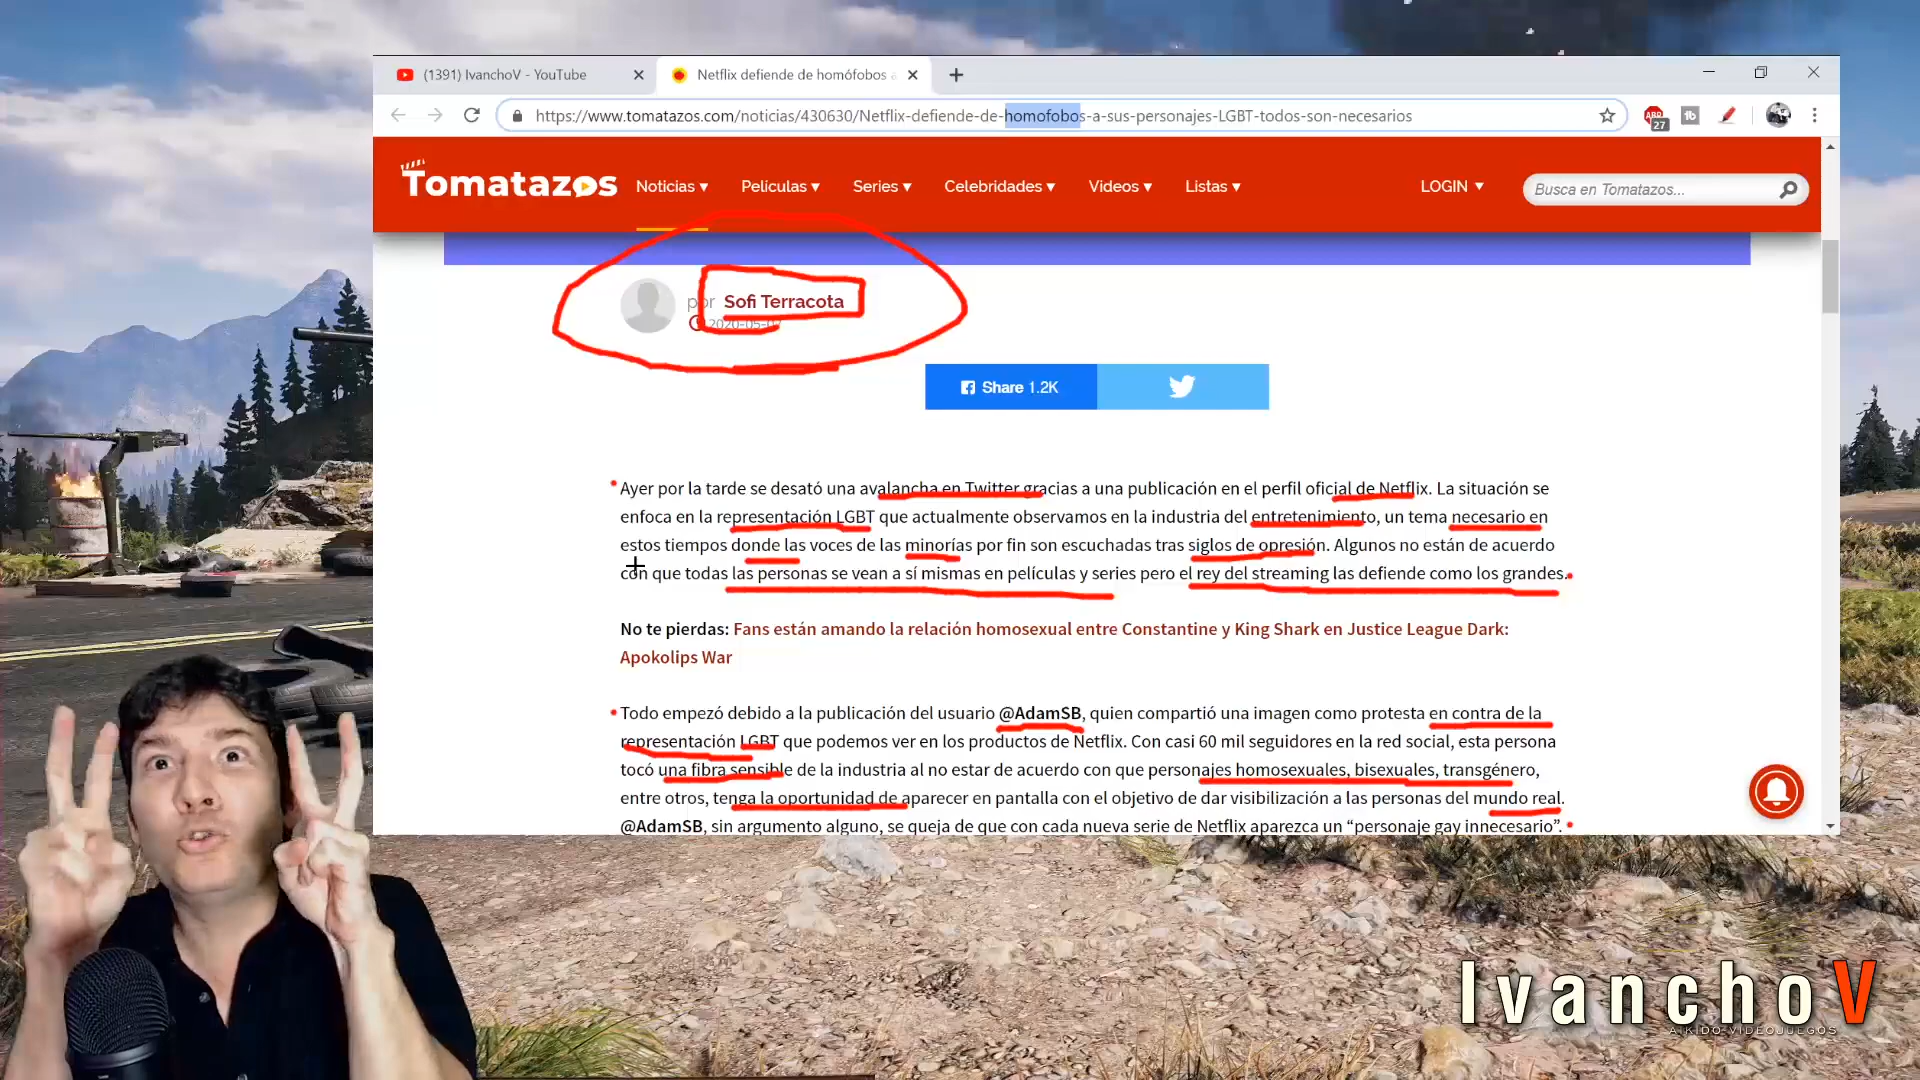 (1391) IvanchoV - YouTube
Netflix defiende de homófobos a
https://www.tomatazos.com/noticias/430630/Netflix-defiende-de-homofobos-a-sus-personajes-LGBT-todos-son-necesarios
ABP
27
tb
Tomatazos
Noticias ▾ Películas ▾ Series ▾ Celebridades ▾ Videos ▾ Listas ▾
LOGIN ▾
Busca en Tomatazos...
por Sofi Terracota
2020-05-07
Share 1.2K
Ayer por la tarde se desató una avalancha en Twitter gracias a una publicación en el perfil oficial de Netflix. La situación se
enfoca en la representación LGBT que actualmente observamos en la industria del entretenimiento, un tema necesario en
estos tiempos donde las voces de las minorías por fin son escuchadas tras siglos de opresión. Algunos no están de acuerdo
con que todas las personas se vean a sí mismas en películas y series pero el rey del streaming las defiende como los grandes.
No te pierdas: Fans están amando la relación homosexual entre Constantine y King Shark en Justice League Dark:
Apokolips War
Todo empezó debido a la publicación del usuario @AdamSB, quien compartió una imagen como protesta en contra de la
representación LGBT que podemos ver en los productos de Netflix. Con casi 60 mil seguidores en la red social, esta persona
tocó una fibra sensible de la industria al no estar de acuerdo con que personajes homosexuales, bisexuales, transgénero,
entre otros, tenga la oportunidad de aparecer en pantalla con el objetivo de dar visibilización a las personas del mundo real.
@AdamSB, sin argumento alguno, se queja de que con cada nueva serie de Netflix aparezca un “personaje gay innecesario”.
IvanchoV
AIKIDO VIDEOJUEGOS